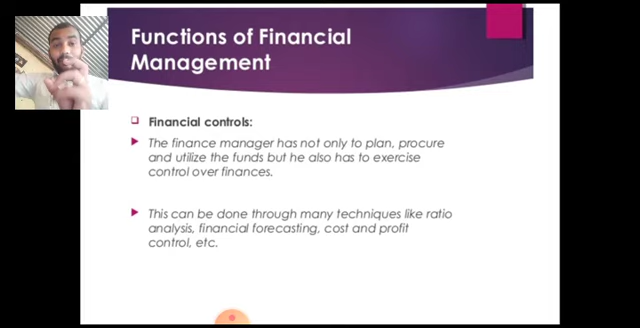 Functions of Financial
Management
Financial controls:
The finance manager has not only to plan, procure
and utilize the funds but he also has to exercise
control over finances.
This can be done through many techniques like ratio
analysis, financial forecasting, cost and profit
control, etc.